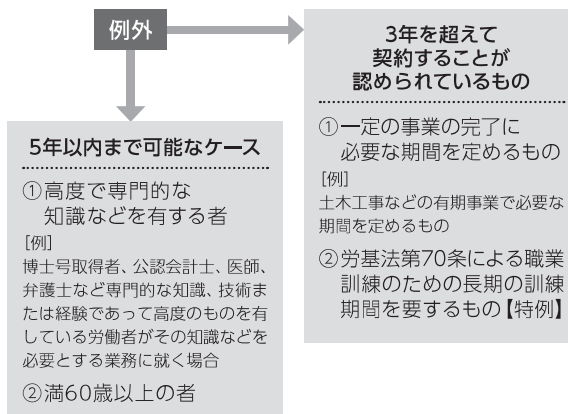 例外
5年以内まで可能なケース
①高度で専門的な
知識などを有する者
［例］
博士号取得者、公認会計士、医師、
弁護士など専門的な知識、技術ま
たは経験であって高度のものを有
している労働者がその知識などを
必要とする業務に就く場合
②満60歳以上の者
3年を超えて
契約することが
認められているもの
①一定の事業の完了に
必要な期間を定めるもの
［例］
土木工事などの有期事業で必要な
期間を定めるもの
②労基法第70条による職業
訓練のための長期の訓練
期間を要するもの【特例】